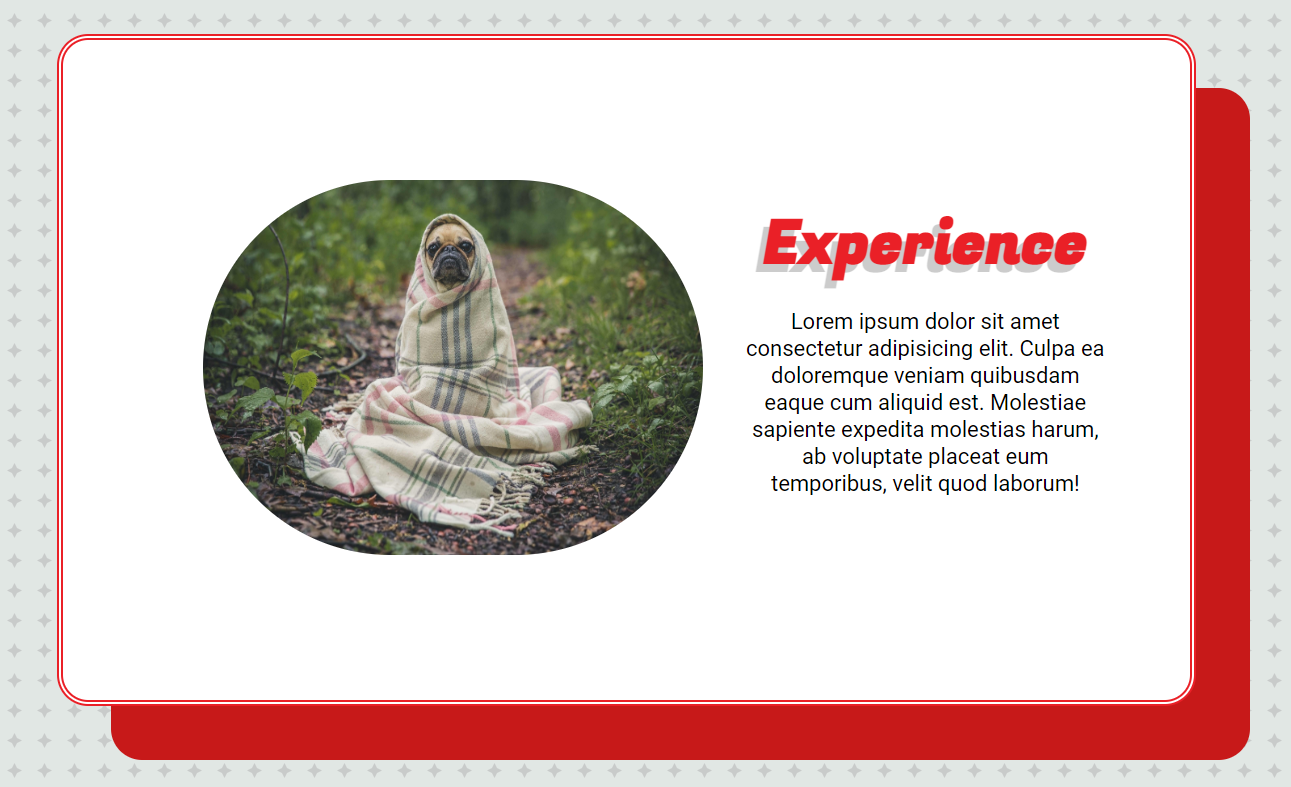 Experience
Lorem ipsum dolor sit amet
consectetur adipisicing elit. Culpa ea
doloremque veniam quibusdam
eaque cum aliquid est. Molestiae
sapiente expedita molestias harum,
ab voluptate placeat eum
temporibus, velit quod laborum!